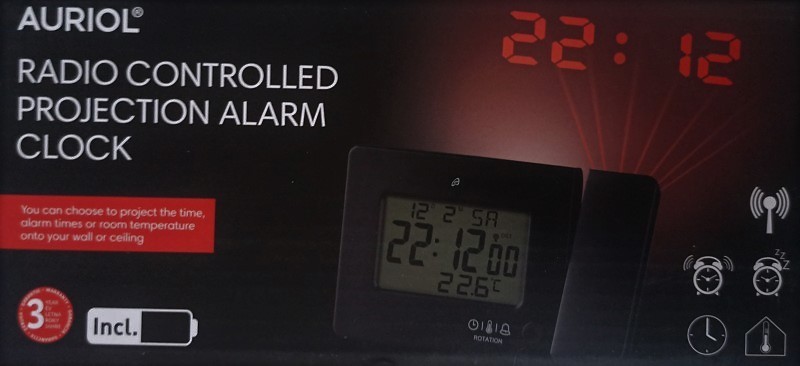 AURIOL®
22:12
RADIO CONTROLLED
PROJECTION ALARM
CLOCK
You can choose to project the time,
alarm times or room temperature
onto your wall or ceiling
12 2 SA
22:12 00
22.6°C
ROTATION
3
Incl.
zzz